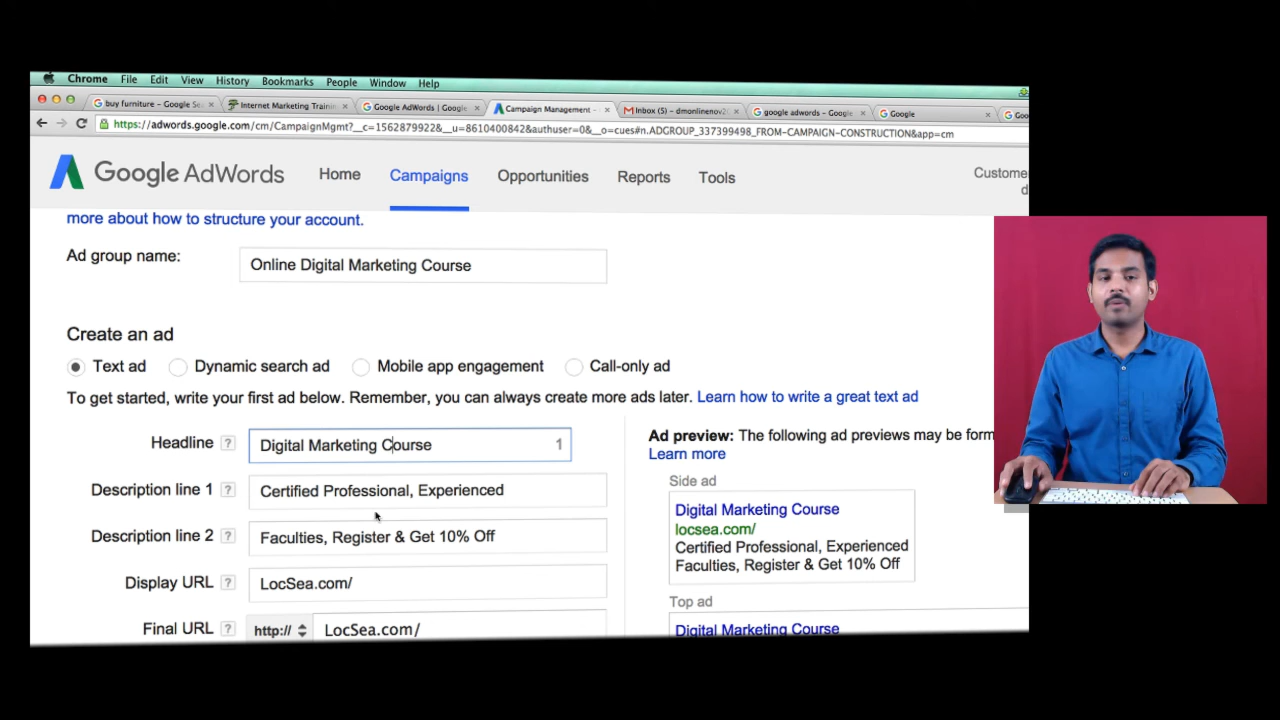 Chrome File Edit View History Bookmarks People Window Help
buy furniture - Google Se × Internet Marketing Trainin × Google AdWords | Google × Campaign Management - × Inbox (5) – dmonlinenov20 × google adwords - Google × Google × Goo
https://adwords.google.com/cm/CampaignMgmt?__c=1562879922&__u=8610400842&authuser=0&__o=cues#n.ADGROUP_337399498_FROM-CAMPAIGN-CONSTRUCTION&app=cm
Google AdWords Home Campaigns Opportunities Reports Tools Custome
d
more about how to structure your account.
Ad group name: Online Digital Marketing Course
Create an ad
Text ad Dynamic search ad Mobile app engagement Call-only ad
To get started, write your first ad below. Remember, you can always create more ads later. Learn how to write a great text ad
Headline ? Digital Marketing Course 1
Description line 1 ? Certified Professional, Experienced
Description line 2 ? Faculties, Register & Get 10% Off
Display URL ? LocSea.com/
Final URL ? http:// LocSea.com/
Ad preview: The following ad previews may be form
Learn more
Side ad
Digital Marketing Course
locsea.com/
Certified Professional, Experienced
Faculties, Register & Get 10% Off
Top ad
Digital Marketing Course